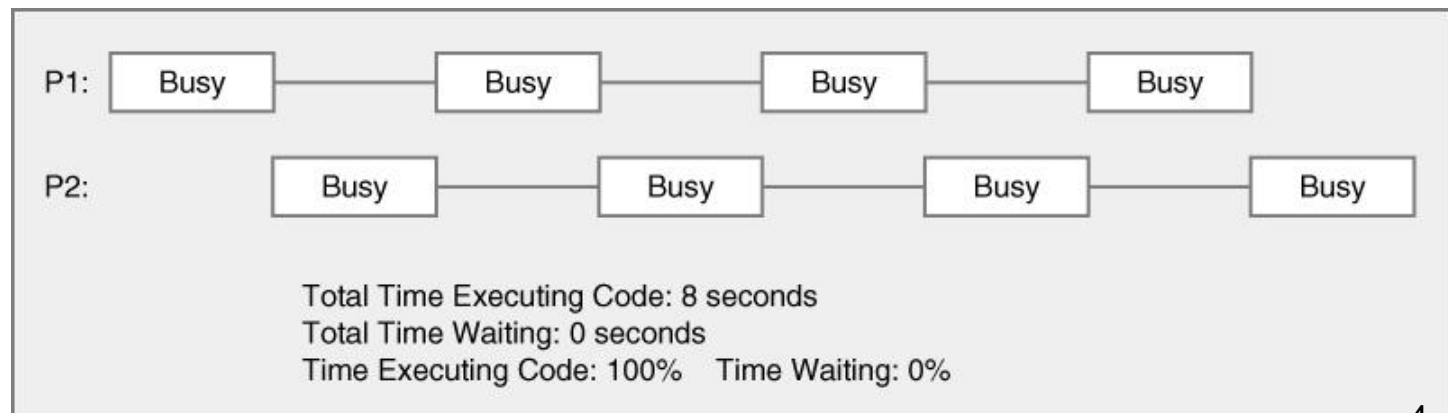 P1: Busy Busy Busy Busy
P2: Busy Busy Busy Busy
Total Time Executing Code: 8 seconds
Total Time Waiting: 0 seconds
Time Executing Code: 100% Time Waiting: 0%